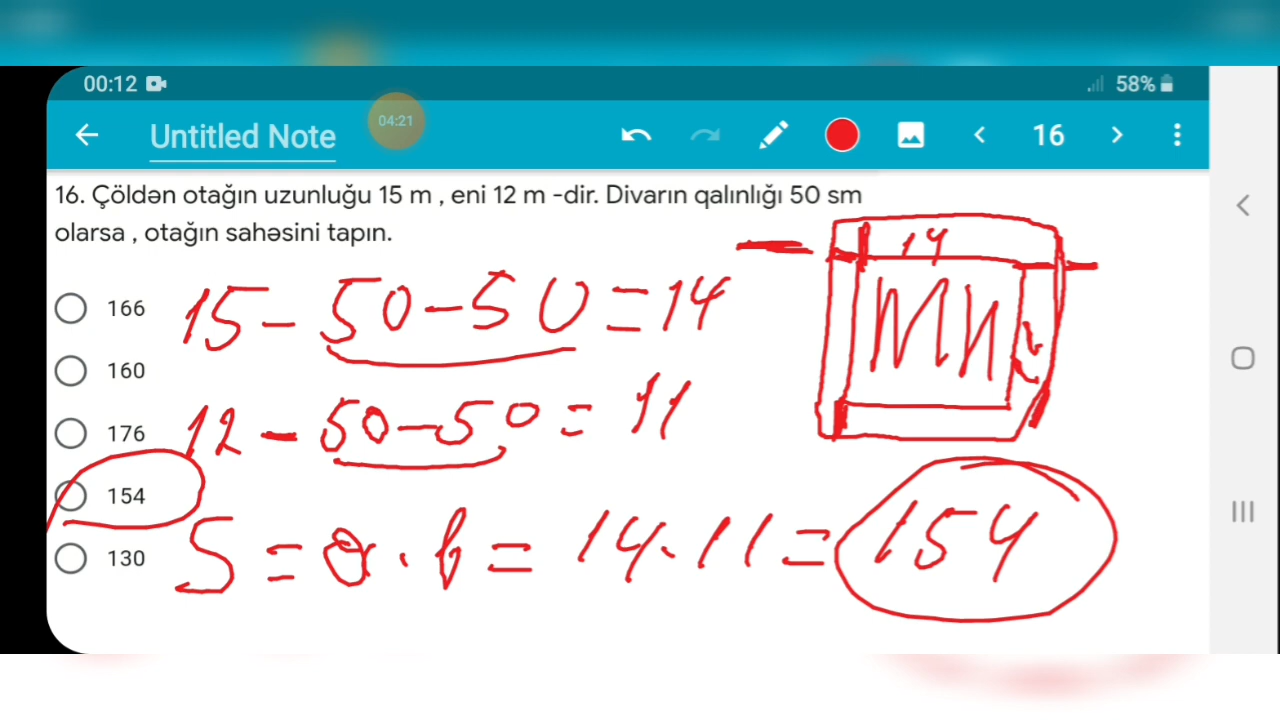 00:12 58%
04:21
Untitled Note 16
16. Çöldən otağın uzunluğu 15 m , eni 12 m -dir. Divarın qalınlığı 50 sm
olarsa , otağın sahəsini tapın.
14
166
15 - 50 - 50 = 14
160
176
12 - 50 - 50 = 11
154
130
S = a . b = 14 . 11 = 154